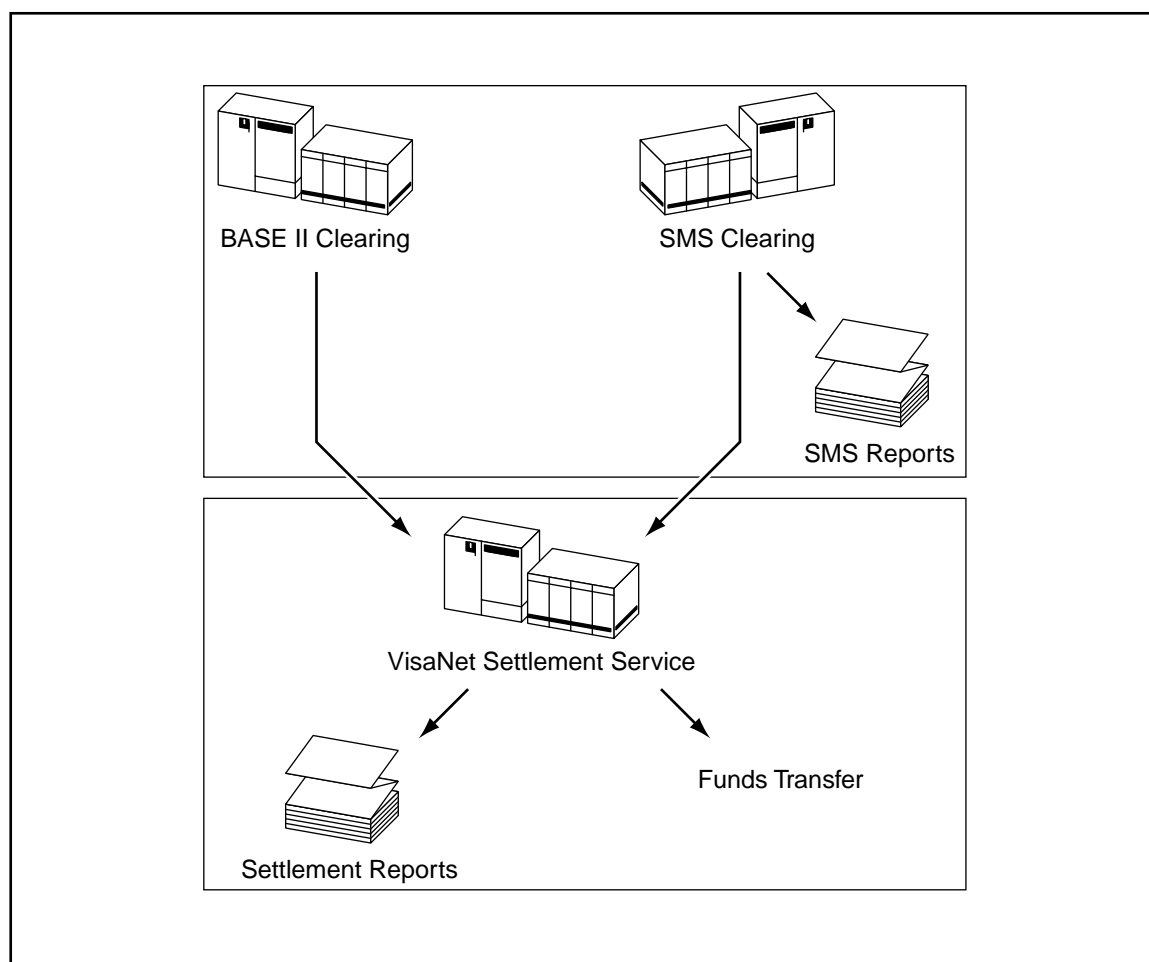 BASE II Clearing
SMS Clearing
SMS Reports
VisaNet Settlement Service
Funds Transfer
Settlement Reports